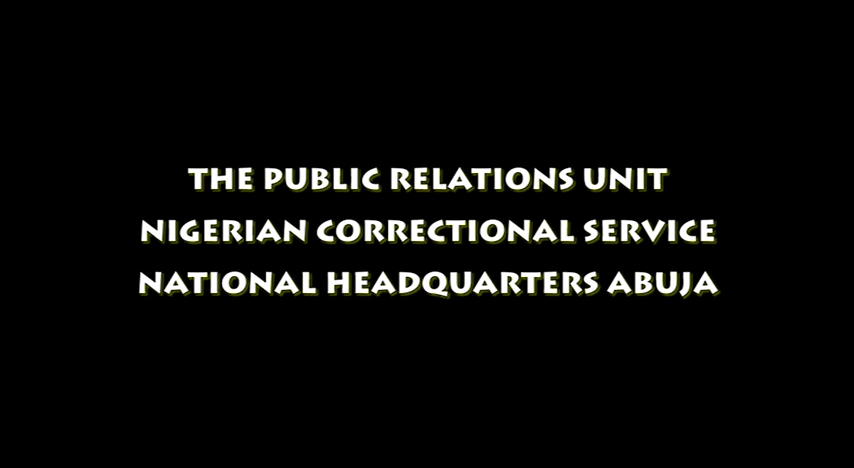 THE PUBLIC RELATIONS UNIT
NIGERIAN CORRECTIONAL SERVICE
NATIONAL HEADQUARTERS ABUJA